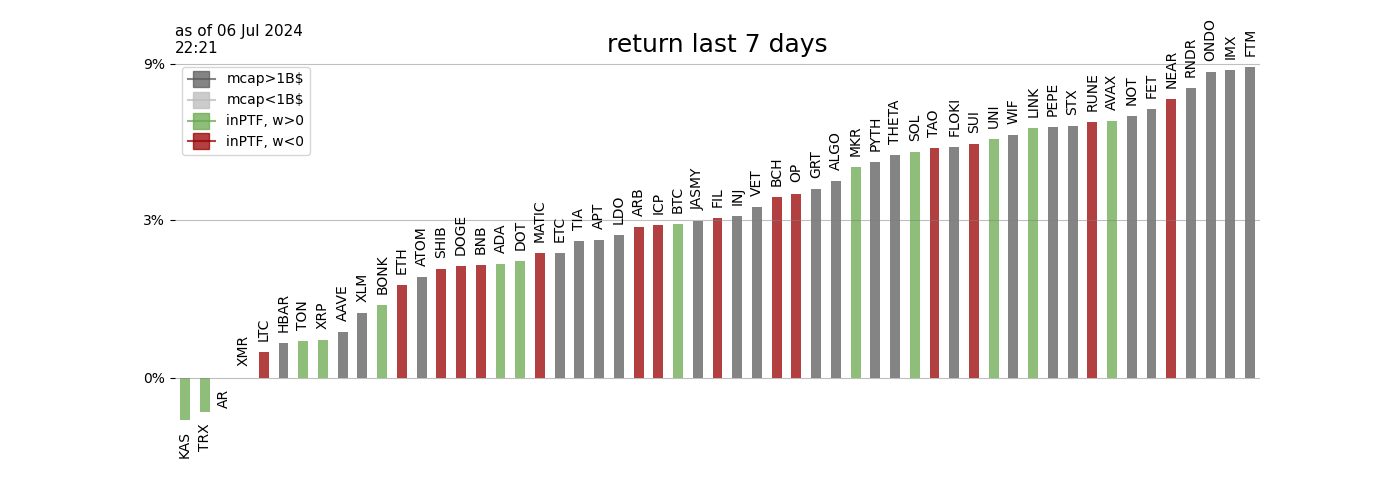 as of 06 Jul 2024
22:21
return last 7 days
9%
3%
0%
mcap>1B$
mcap<1B$
inPTF, w>0
inPTF, w<0
KAS
TRX
AR
XMR
LTC
HBAR
TON
XRP
AAVE
XLM
BONK
ETH
ATOM
SHIB
DOGE
BNB
ADA
DOT
MATIC
ETC
TIA
APT
LDO
ARB
ICP
BTC
JASMY
FIL
INJ
VET
BCH
OP
GRT
ALGO
MKR
PYTH
THETA
SOL
TAO
FLOKI
SUI
UNI
WIF
LINK
PEPE
STX
RUNE
AVAX
NOT
FET
NEAR
RNDR
ONDO
IMX
FTM